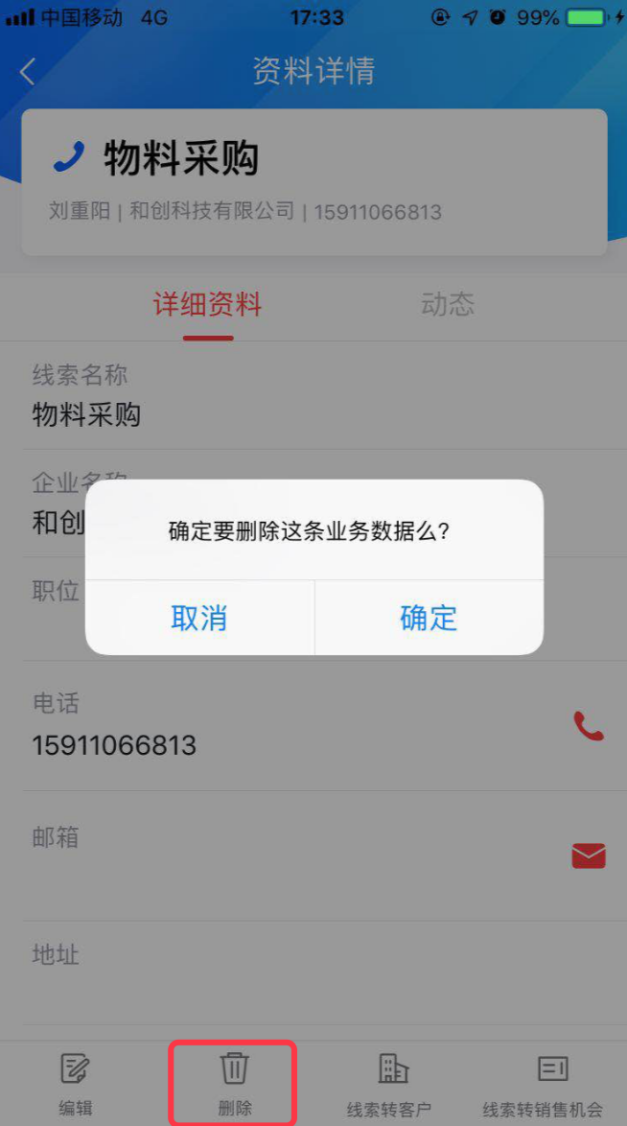 中国移动 4G 17:33 99%
资料详情
物料采购
刘重阳 | 和创科技有限公司 | 15911066813
详细资料 动态
线索名称
物料采购
企业名称
和创
确定要删除这条业务数据么?
取消 确定
职位
电话
15911066813
邮箱
地址
编辑 删除 线索转客户 线索转销售机会